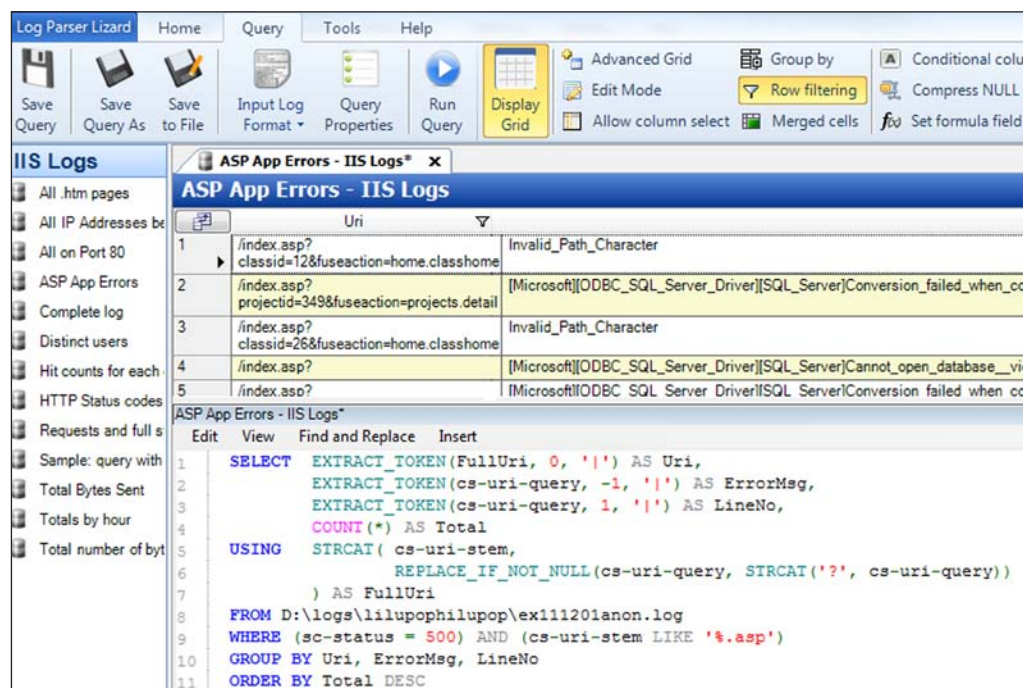 Log Parser Lizard Home Query Tools Help
Save Query
Save Query As
Save to File
Input Log Format
Query Properties
Run Query
Display Grid
Advanced Grid
Edit Mode
Allow column select
Group by
Row filtering
Merged cells
Conditional colu
Compress NULL
Set formula field
IIS Logs
All .htm pages
All IP Addresses be
All on Port 80
ASP App Errors
Complete log
Distinct users
Hit counts for each
HTTP Status codes
Requests and full s
Sample: query with
Total Bytes Sent
Totals by hour
Total number of byt
ASP App Errors - IIS Logs* x
ASP App Errors - IIS Logs
Uri
1 /index.asp? Invalid_Path_Character
classid=12&fuseaction=home.classhome
2 /index.asp? [Microsoft][ODBC_SQL_Server_Driver][SQL_Server]Conversion_failed_when_co
projectid=349&fuseaction=projects.detail
3 /index.asp? Invalid_Path_Character
classid=26&fuseaction=home.classhome
4 /index.asp? [Microsoft][ODBC_SQL_Server_Driver][SQL_Server]Cannot_open_database__vi
5 /index.asp? [Microsoft][ODBC_SQL_Server_Driver][SQL_Server]Conversion_failed_when_co
ASP App Errors - IIS Logs*
Edit View Find and Replace Insert
1 SELECT EXTRACT_TOKEN(FullUri, 0, '|') AS Uri,
2 EXTRACT_TOKEN(cs-uri-query, -1, '|') AS ErrorMsg,
3 EXTRACT_TOKEN(cs-uri-query, 1, '|') AS LineNo,
4 COUNT(*) AS Total
5 USING STRCAT( cs-uri-stem,
6 REPLACE_IF_NOT_NULL(cs-uri-query, STRCAT('?', cs-uri-query))
7 ) AS FullUri
8 FROM D:\logs\lilupophilupop\ex111201anon.log
9 WHERE (sc-status = 500) AND (cs-uri-stem LIKE '%.asp')
10 GROUP BY Uri, ErrorMsg, LineNo
11 ORDER BY Total DESC